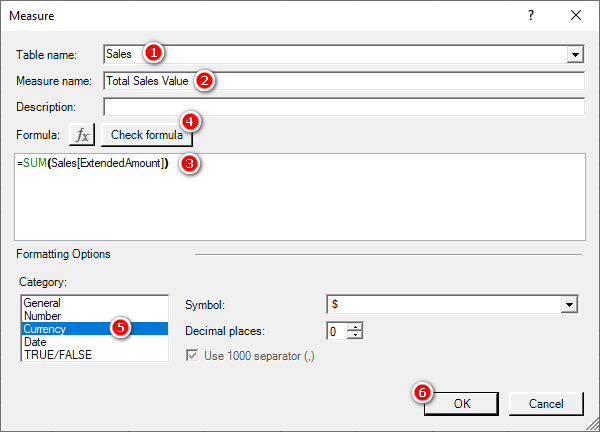 Measure ? ×
Table name: Sales 1
Measure name: Total Sales Value 2
Description:
4
Formula: fx Check formula
=SUM(Sales[ExtendedAmount]) 3
Formatting Options
Category:
General
Number
Currency 5
Date
TRUE/FALSE
Symbol: $
Decimal places: 0
Use 1000 separator (,)
6 OK Cancel